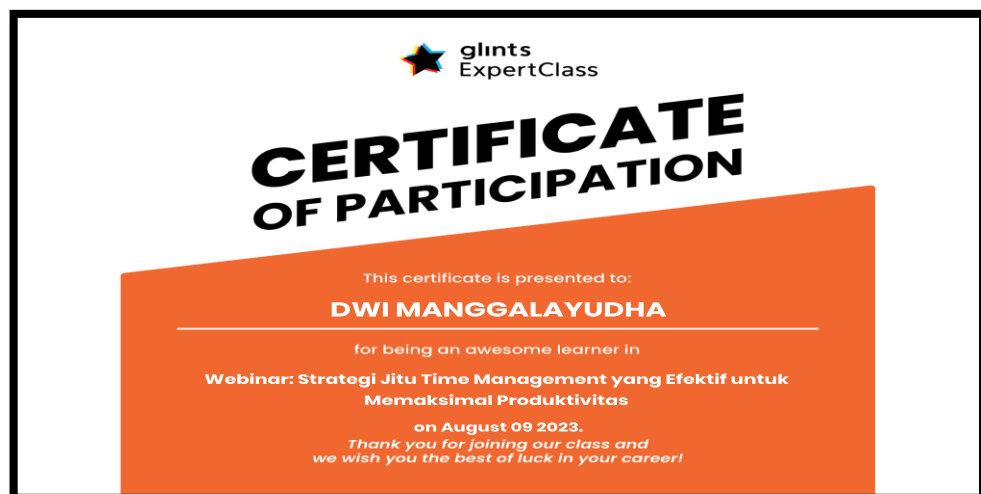 glints
ExpertClass
CERTIFICATE
OF PARTICIPATION
This certificate is presented to:
DWI MANGGALAYUDHA
for being an awesome learner in
Webinar: Strategi Jitu Time Management yang Efektif untuk
Memaksimal Produktivitas
on August 09 2023.
Thank you for joining our class and
we wish you the best of luck in your career!